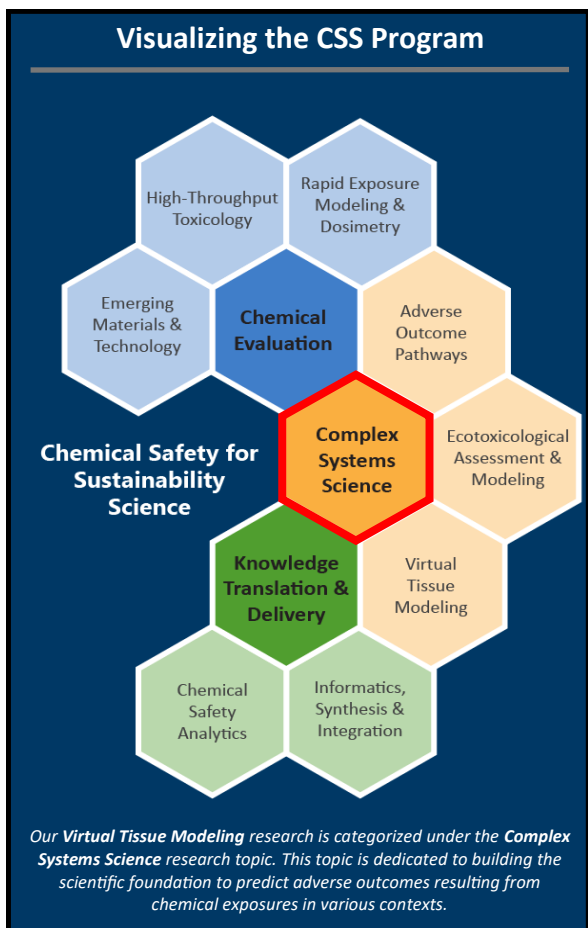 Visualizing the CSS Program
High-Throughput
Toxicology
Rapid Exposure
Modeling &
Dosimetry
Emerging
Materials &
Technology
Chemical
Evaluation
Adverse
Outcome
Pathways
Chemical Safety for
Sustainability
Science
Complex
Systems
Science
Ecotoxicological
Assessment &
Modeling
Knowledge
Translation &
Delivery
Virtual
Tissue
Modeling
Chemical
Safety
Analytics
Informatics,
Synthesis &
Integration
Our Virtual Tissue Modeling research is categorized under the Complex
Systems Science research topic. This topic is dedicated to building the
scientific foundation to predict adverse outcomes resulting from
chemical exposures in various contexts.